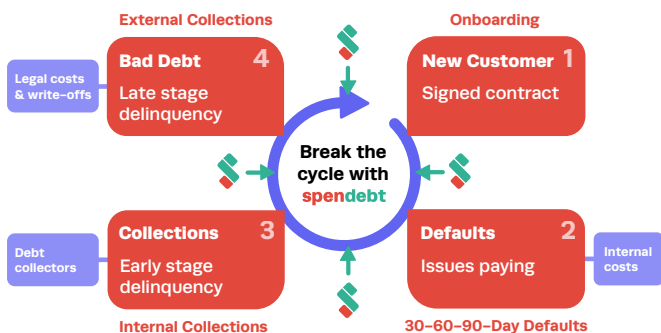 External Collections
Onboarding
Bad Debt 4
Late stage
delinquency
Legal costs
& write-offs
New Customer 1
Signed contract
Break the
cycle with
spendebt
Collections 3
Early stage
delinquency
Debt
collectors
Defaults 2
Issues paying
Internal
costs
Internal Collections
30-60-90-Day Defaults